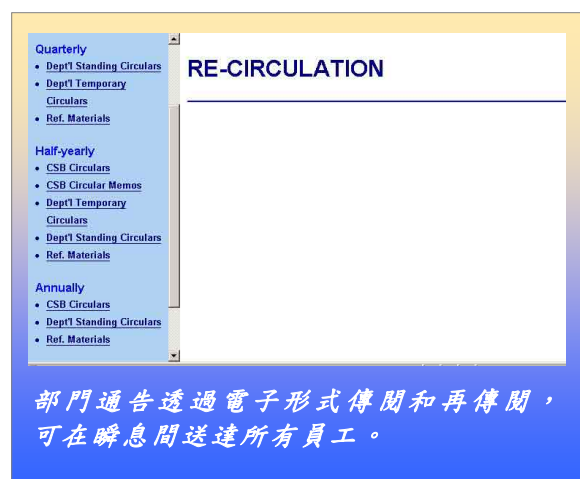 Quarterly
Dept'l Standing Circulars
Dept'l Temporary
Circulars
Ref. Materials
Half-yearly
CSB Circulars
CSB Circular Memos
Dept'l Temporary
Circulars
Dept'l Standing Circulars
Ref. Materials
Annually
CSB Circulars
Dept'l Standing Circulars
Ref. Materials
RE-CIRCULATION
部門通告透過電子形式傳閱和再傳閱，
可在瞬息間送達所有員工。